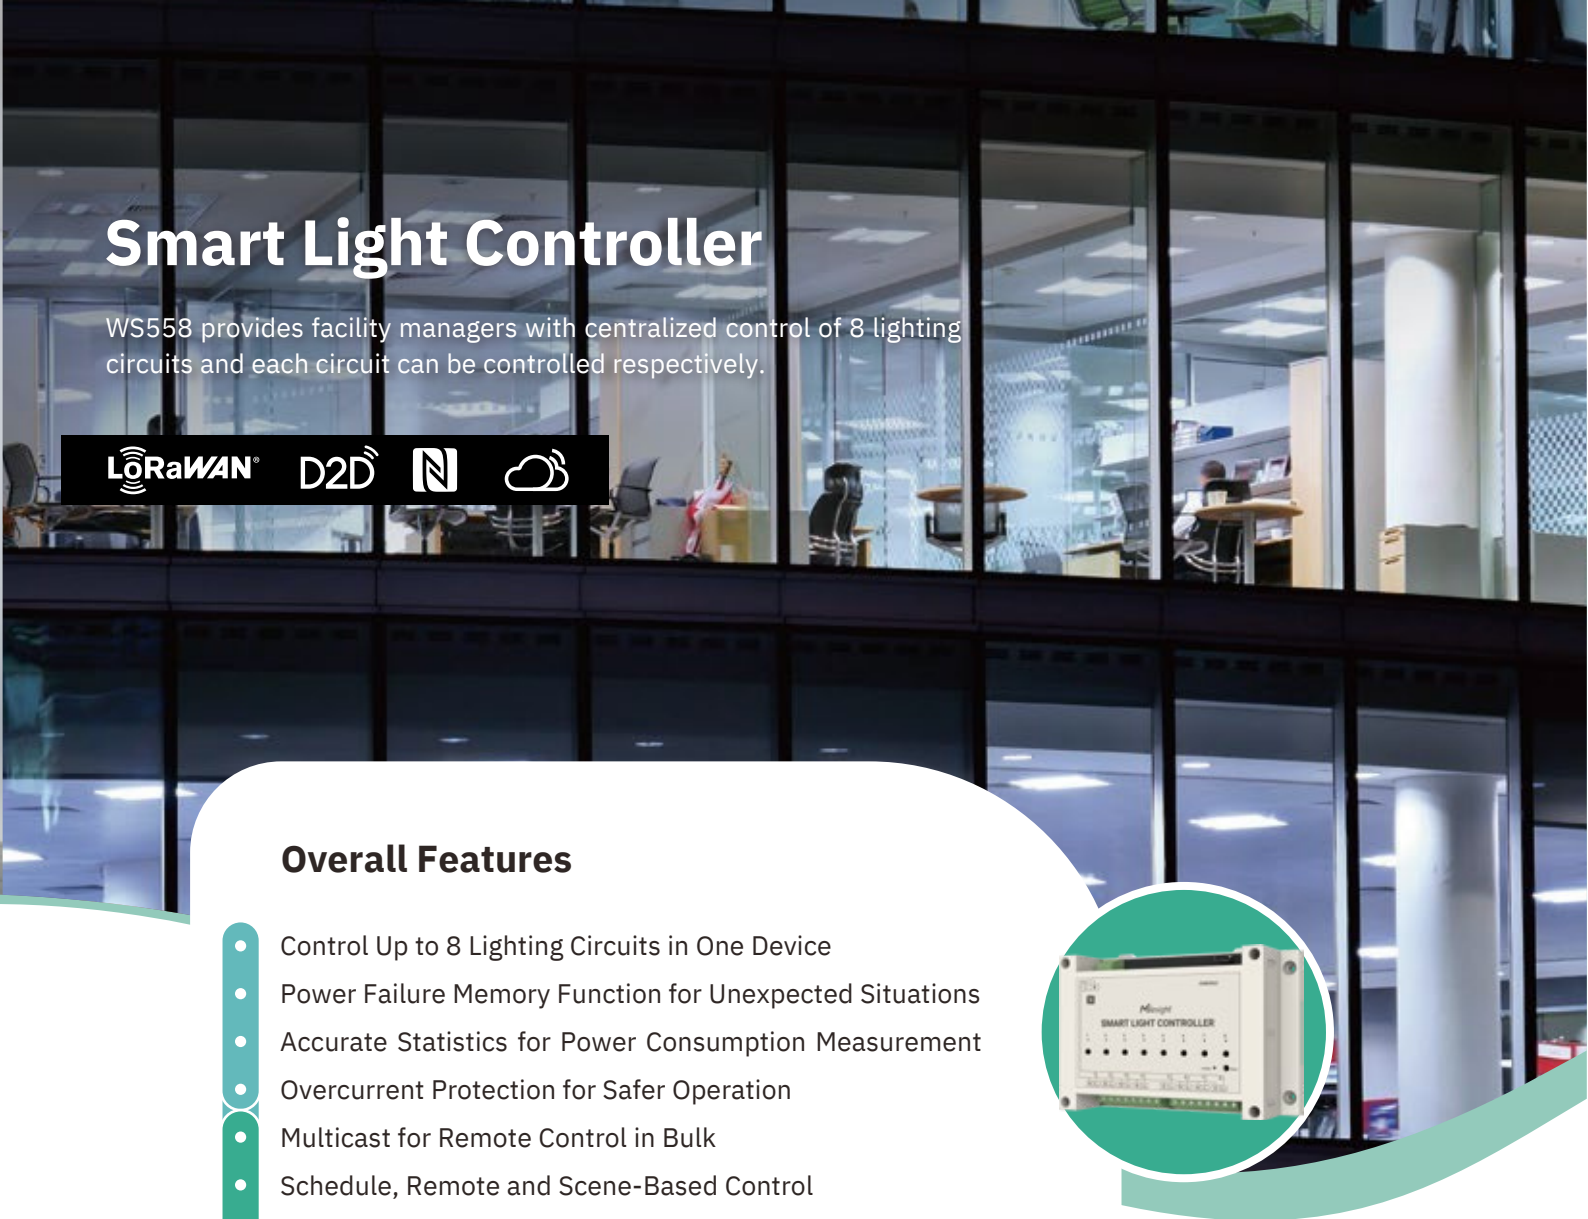 Smart Light Controller
WS558 provides facility managers with centralized control of 8 lighting
circuits and each circuit can be controlled respectively.
LoRaWAN® D2D
Overall Features
Control Up to 8 Lighting Circuits in One Device
Power Failure Memory Function for Unexpected Situations
Accurate Statistics for Power Consumption Measurement
Overcurrent Protection for Safer Operation
Multicast for Remote Control in Bulk
Schedule, Remote and Scene-Based Control
Milesight
SMART LIGHT CONTROLLER